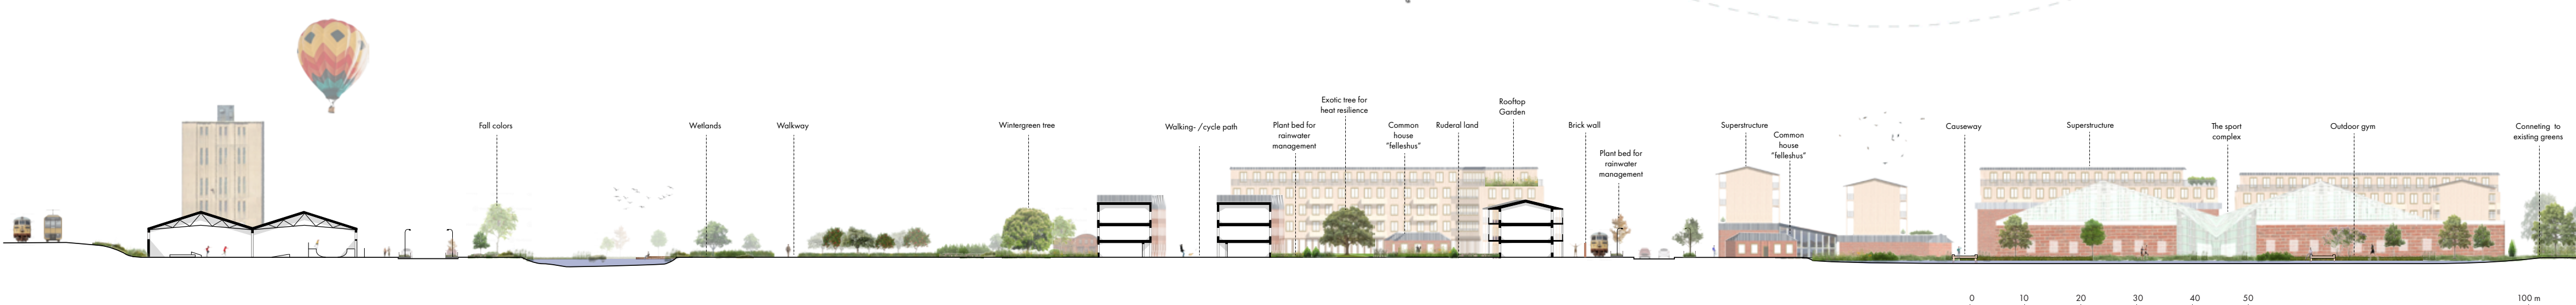 Fall colors
Wetlands
Walkway
Wintergreen tree
Walking- /cycle path
Plant bed for
rainwater
management
Exotic tree for
heat resilience
Common
house
“felleshus”
Ruderal land
Rooftop
Garden
Brick wall
Plant bed for
rainwater
management
Superstructure
Common
house
“felleshus”
Causeway
Superstructure
The sport
complex
Outdoor gym
Conneting to
existing greens
0 10 20 30 40 50 100 m